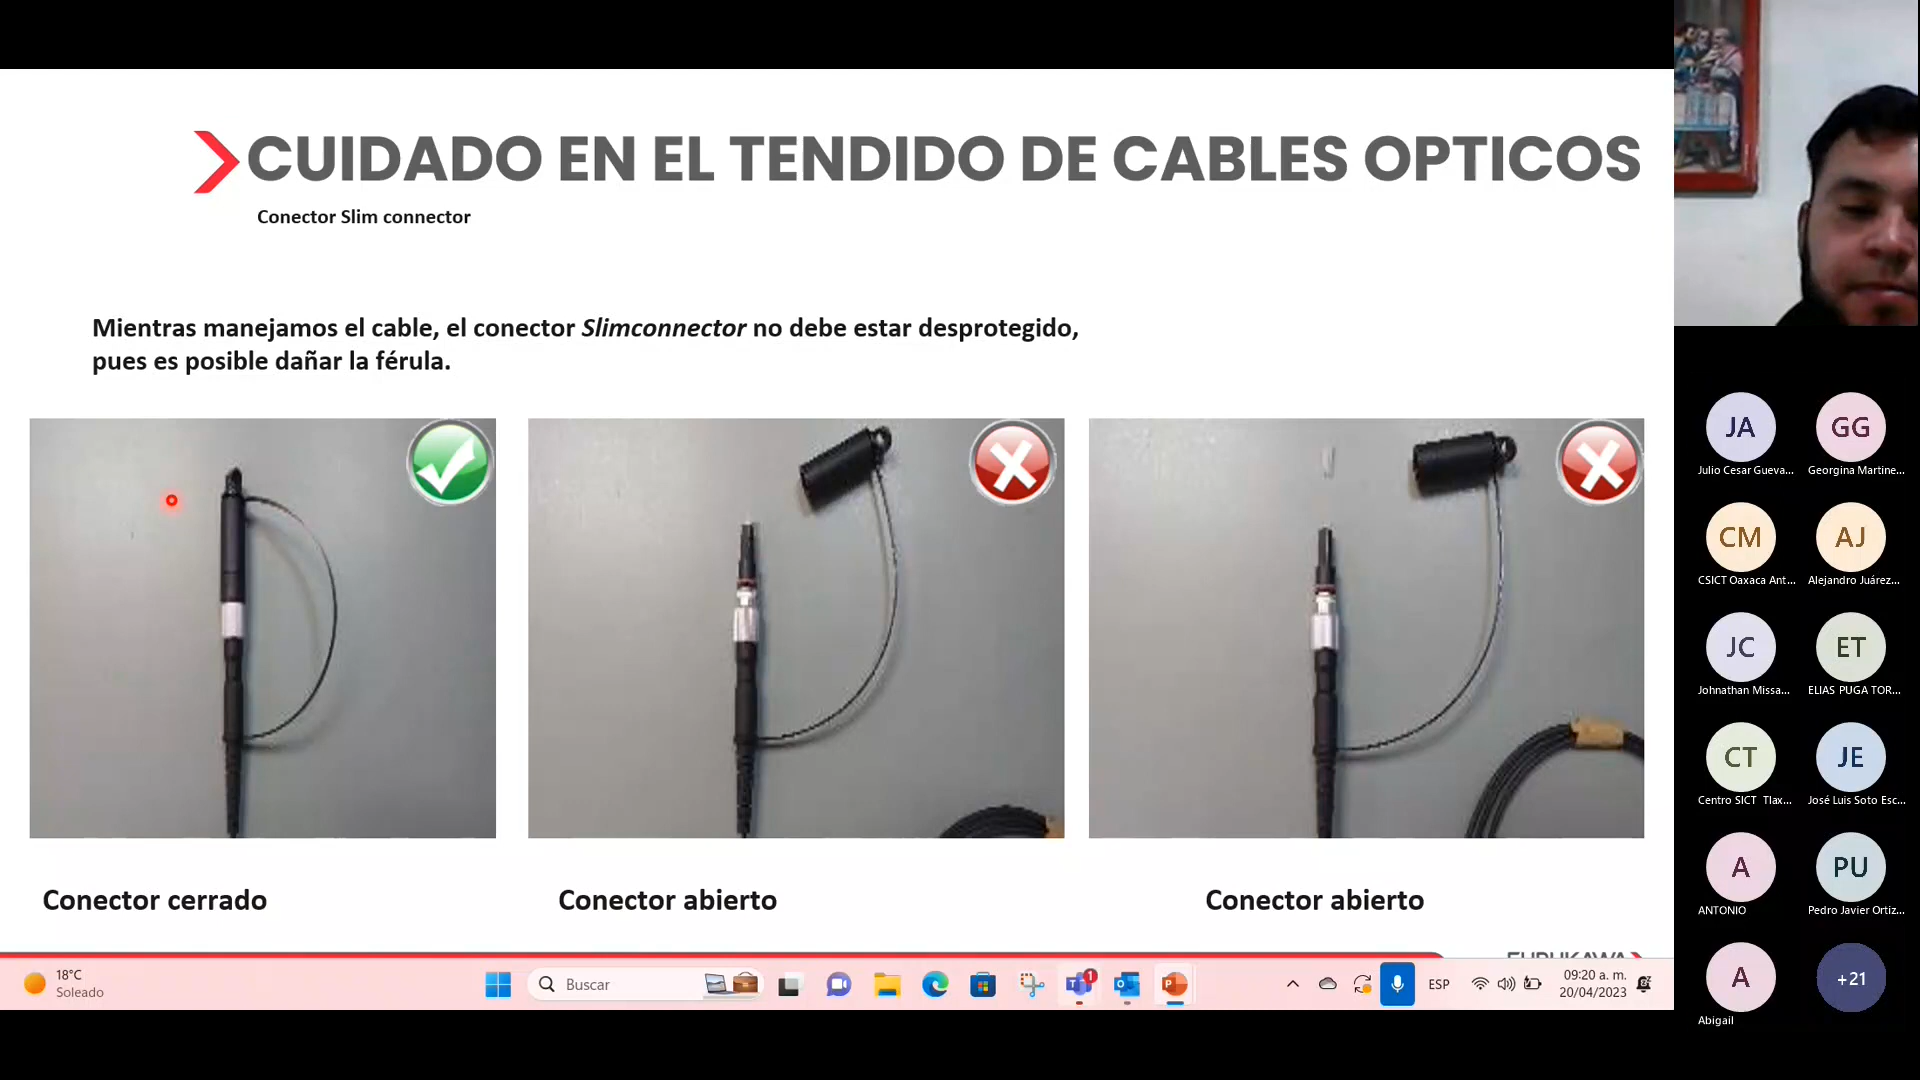 CUIDADO EN EL TENDIDO DE CABLES OPTICOS
Conector Slim connector
Mientras manejamos el cable, el conector Slimconnector no debe estar desprotegido,
pues es posible dañar la férula.
Conector cerrado
Conector abierto
Conector abierto
18°C
Soleado
Buscar
1
ESP
09:20 a. m.
20/04/2023
JA
GG
Julio Cesar Gueva...
Georgina Martine...
CM
AJ
CSICT Oaxaca Ant...
Alejandro Juárez...
JC
ET
Johnathan Missa...
ELIAS PUGA TOR...
CT
JE
Centro SICT Tlax...
José Luis Soto Esc...
A
PU
ANTONIO
Pedro Javier Ortiz...
A
+21
Abigail